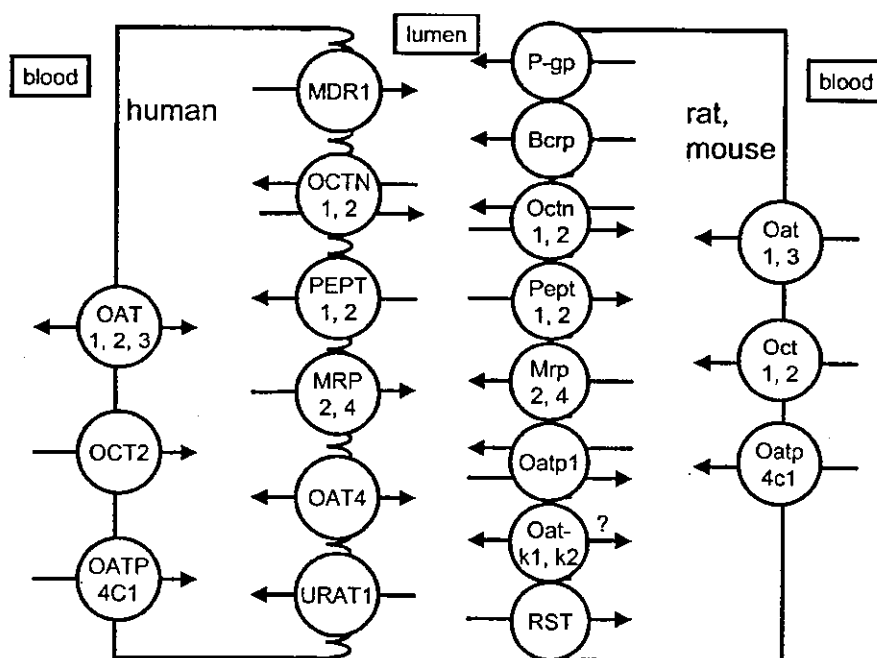 blood
human
MDR1
OCTN
1, 2
PEPT
1, 2
MRP
2, 4
OAT4
URAT1
OAT
1, 2, 3
OCT2
OATP
4C1
lumen
P-gp
Bcrp
Octn
1, 2
Pept
1, 2
Mrp
2, 4
Oatp1
Oat-
k1, k2
?
RST
rat,
mouse
blood
Oat
1, 3
Oct
1, 2
Oatp
4c1